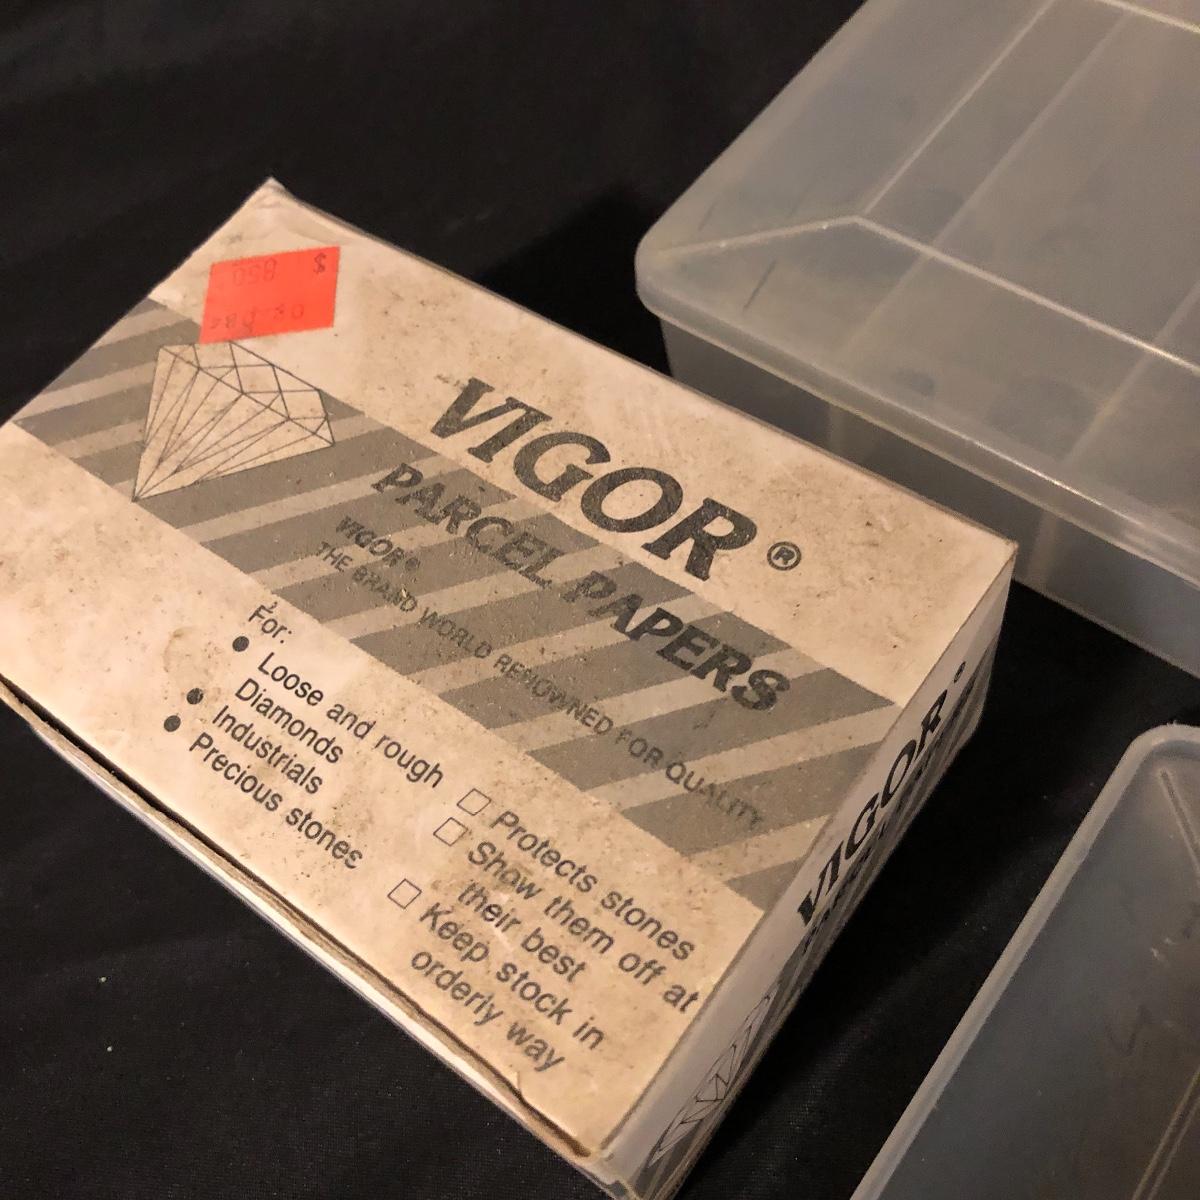 VIGOR®
PARCEL PAPERS
VIGOR®
THE BRAND WORLD RENOWNED FOR QUALITY
For:
● Loose and rough
Diamonds
● Industrials
● Precious stones
□ Protects stones
□ Show them off at
their best
□ Keep stock in
orderly way
$
850
VIGOR®